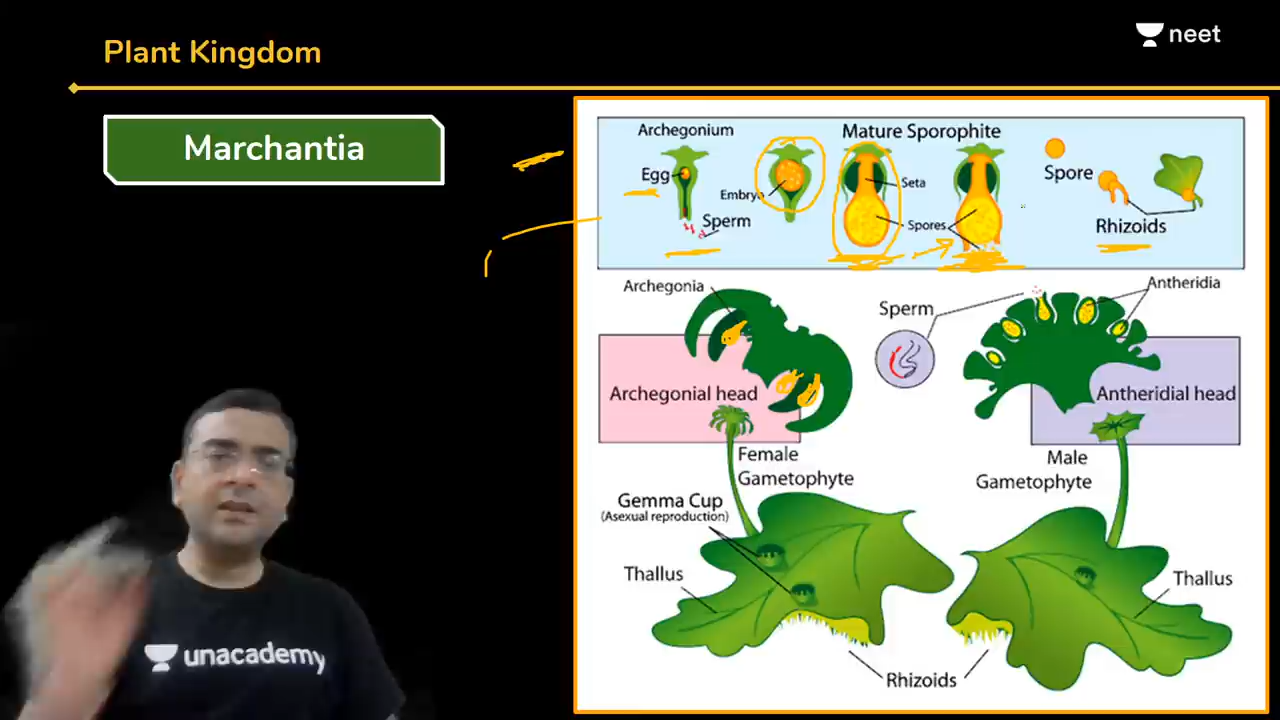 Plant Kingdom
neet
Marchantia
Archegonium
Mature Sporophite
Egg
Embryo
Seta
Spore
Sperm
Spores
Rhizoids
Archegonia
Antheridia
Sperm
Archegonial head
Antheridial head
Female
Gametophyte
Male
Gametophyte
Gemma Cup
(Asexual reproduction)
Thallus
Thallus
Rhizoids
unacademy